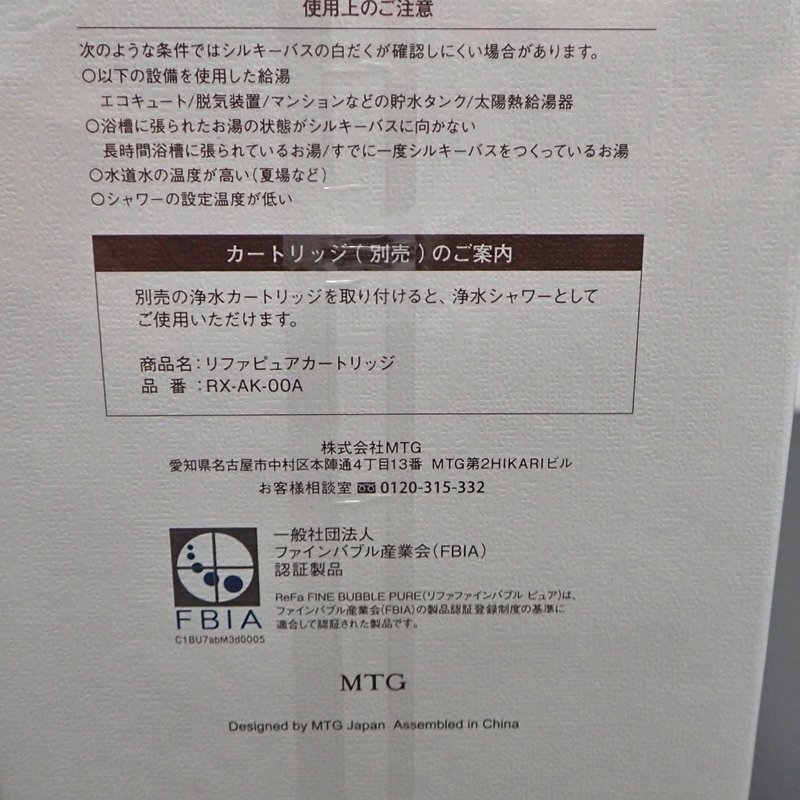 使用上のご注意
次のような条件ではシルキーバスの白だくが確認しにくい場合があります。
○以下の設備を使用した給湯
エコキュート/脱気装置/マンションなどの貯水タンク/太陽熱給湯器
○浴槽に張られたお湯の状態がシルキーバスに向かない
長時間浴槽に張られているお湯/すでに一度シルキーバスをつくっているお湯
○水道水の温度が高い(夏場など)
○シャワーの設定温度が低い
カートリッジ(別売)のご案内
別売の浄水カートリッジを取り付けると、浄水シャワーとして
ご使用いただけます。
商品名:リファピュアカートリッジ
品 番 :RX-AK-00A
株式会社MTG
愛知県名古屋市中村区本陣通4丁目13番 MTG第2HIKARIビル
お客様相談室 0120-315-332
一般社団法人
ファインバブル産業会(FBIA)
認証製品
ReFa FINE BUBBLE PURE(リファファインバブル ピュア)は、
ファインバブル産業会(FBIA)の製品認証登録制度の基準に
適合して認証された製品です。
FBIA
C1BU7abM3d0005
MTG
Designed by MTG Japan Assembled in China